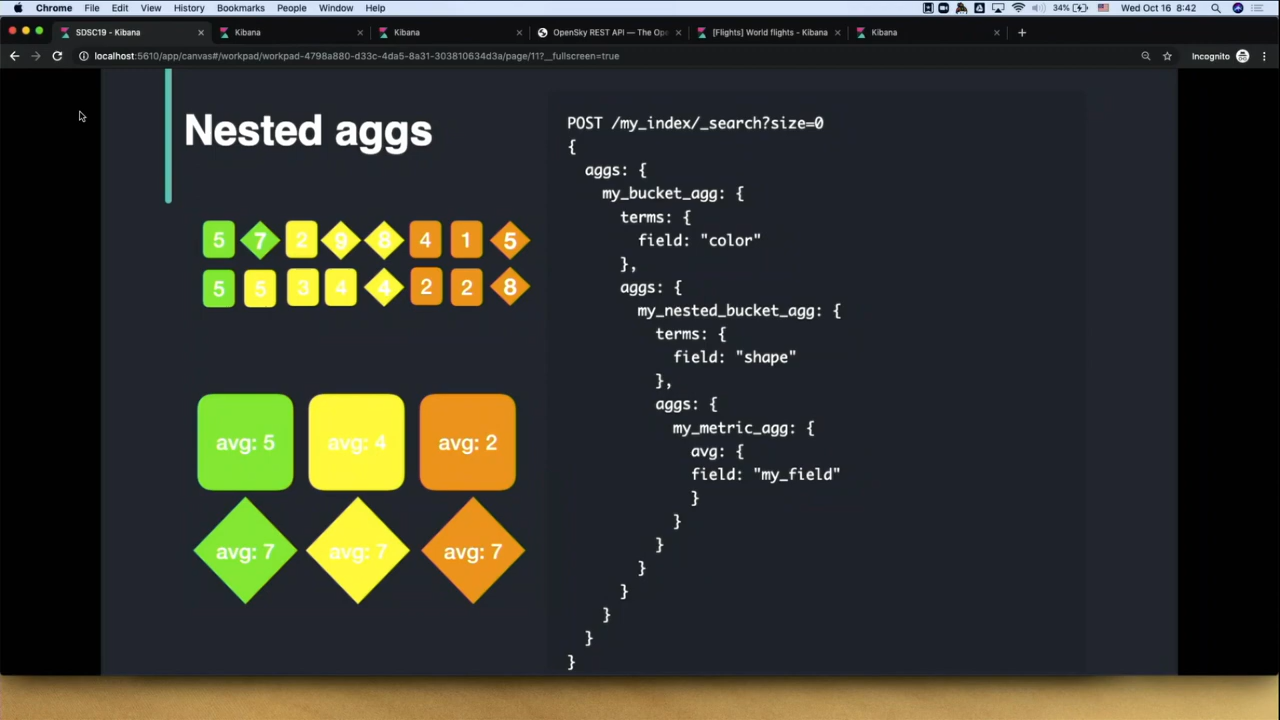 Chrome File Edit View History Bookmarks People Window Help 34% Wed Oct 16 8:42
SDSC19 - Kibana Kibana Kibana OpenSky REST API — The Ope [Flights] World flights - Kibana Kibana
localhost:5610/app/canvas#/workpad/workpad-4798a880-d33c-4da5-8a31-303810634d3a/page/11?__fullscreen=true Incognito
Nested aggs
5 7 2 9 8 4 1 5
5 5 3 4 4 2 2 8
avg: 5 avg: 4 avg: 2
avg: 7 avg: 7 avg: 7
POST /my_index/_search?size=0
{
aggs: {
my_bucket_agg: {
terms: {
field: "color"
},
aggs: {
my_nested_bucket_agg: {
terms: {
field: "shape"
},
aggs: {
my_metric_agg: {
avg: {
field: "my_field"
}
}
}
}
}
}
}
}